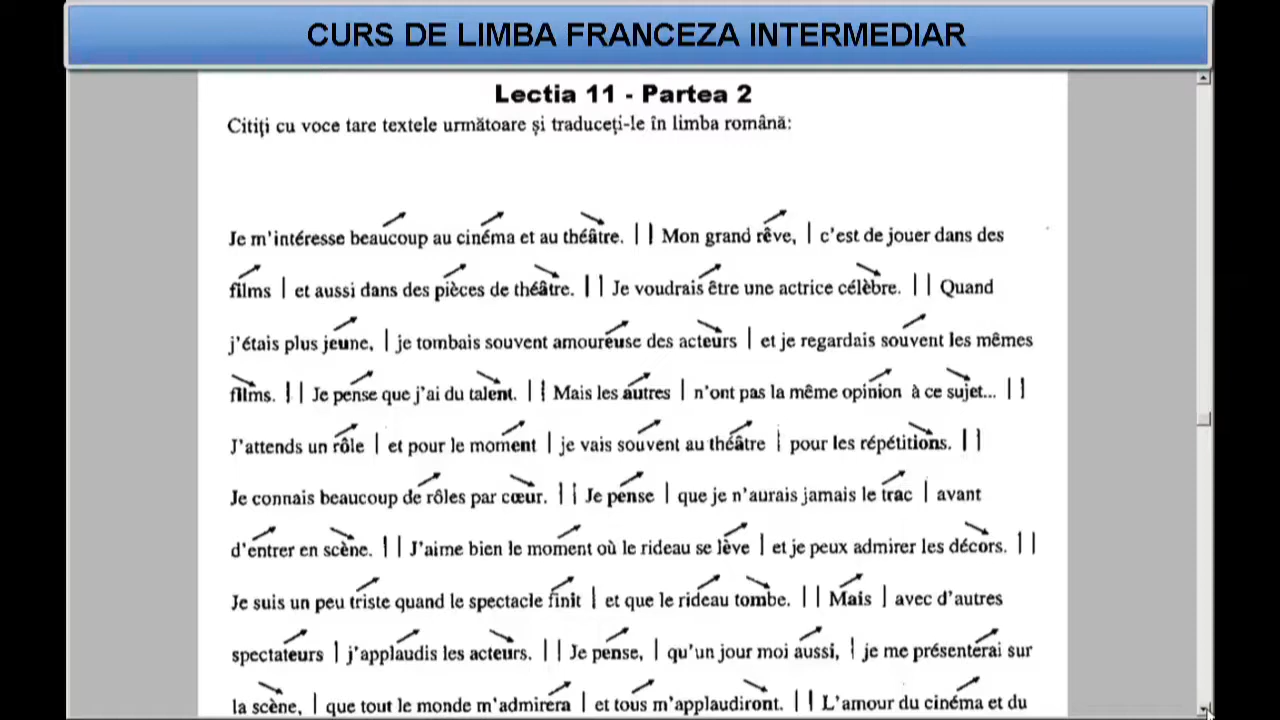 CURS DE LIMBA FRANCEZA INTERMEDIAR
Lectia 11 - Partea 2
Citiți cu voce tare textele următoare și traduceți-le în limba română:
Je m'intéresse beaucoup au cinéma et au théâtre. | | Mon grand rêve, | c'est de jouer dans des
films | et aussi dans des pièces de théâtre. | | Je voudrais être une actrice célèbre. | | Quand
j'étais plus jeune, | je tombais souvent amoureuse des acteurs | et je regardais souvent les mêmes
films. | | Je pense que j'ai du talent. | | Mais les autres | n'ont pas la même opinion à ce sujet... | |
J'attends un rôle | et pour le moment | je vais souvent au théâtre | pour les répétitions. | |
Je connais beaucoup de rôles par cœur. | | Je pense | que je n'aurais jamais le trac | avant
d'entrer en scène. | | J'aime bien le moment où le rideau se lève | et je peux admirer les décors. | |
Je suis un peu triste quand le spectacle finit | et que le rideau tombe. | | Mais | avec d'autres
spectateurs | j'applaudis les acteurs. | | Je pense, | qu'un jour moi aussi, | je me présenterai sur
la scène, | que tout le monde m'admirera | et tous m'applaudiront. | | L'amour du cinéma et du